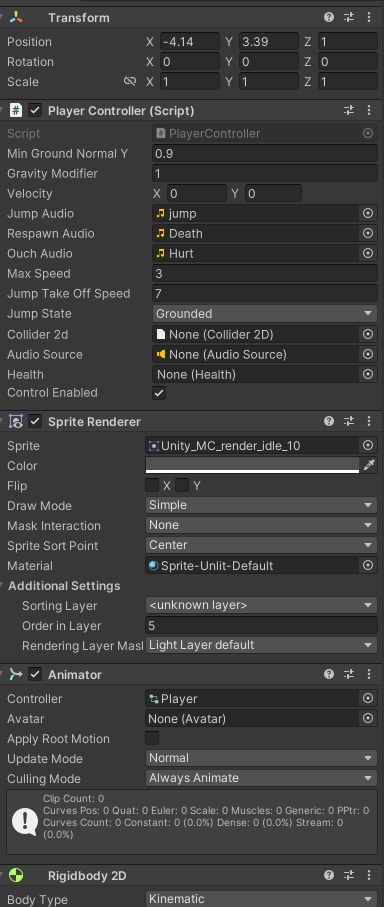 Transform
Position X -4.14 Y 3.39 Z 1
Rotation X 0 Y 0 Z 0
Scale X 1 Y 1 Z 1
# Player Controller (Script)
Script # PlayerController
Min Ground Normal Y 0.9
Gravity Modifier 1
Velocity X 0 Y 0
Jump Audio jump
Respawn Audio Death
Ouch Audio Hurt
Max Speed 3
Jump Take Off Speed 7
Jump State Grounded
Collider 2d None (Collider 2D)
Audio Source None (Audio Source)
Health None (Health)
Control Enabled
Sprite Renderer
Sprite Unity_MC_render_idle_10
Color
Flip X Y
Draw Mode Simple
Mask Interaction None
Sprite Sort Point Center
Material Sprite-Unlit-Default
Additional Settings
Sorting Layer <unknown layer>
Order in Layer 5
Rendering Layer Masl Light Layer default
Animator
Controller Player
Avatar None (Avatar)
Apply Root Motion
Update Mode Normal
Culling Mode Always Animate
Clip Count: 0
Curves Pos: 0 Quat: 0 Euler: 0 Scale: 0 Muscles: 0 Generic: 0 PPtr: 0
Curves Count: 0 Constant: 0 (0.0%) Dense: 0 (0.0%) Stream: 0
(0.0%)
Rigidbody 2D
Body Type Kinematic